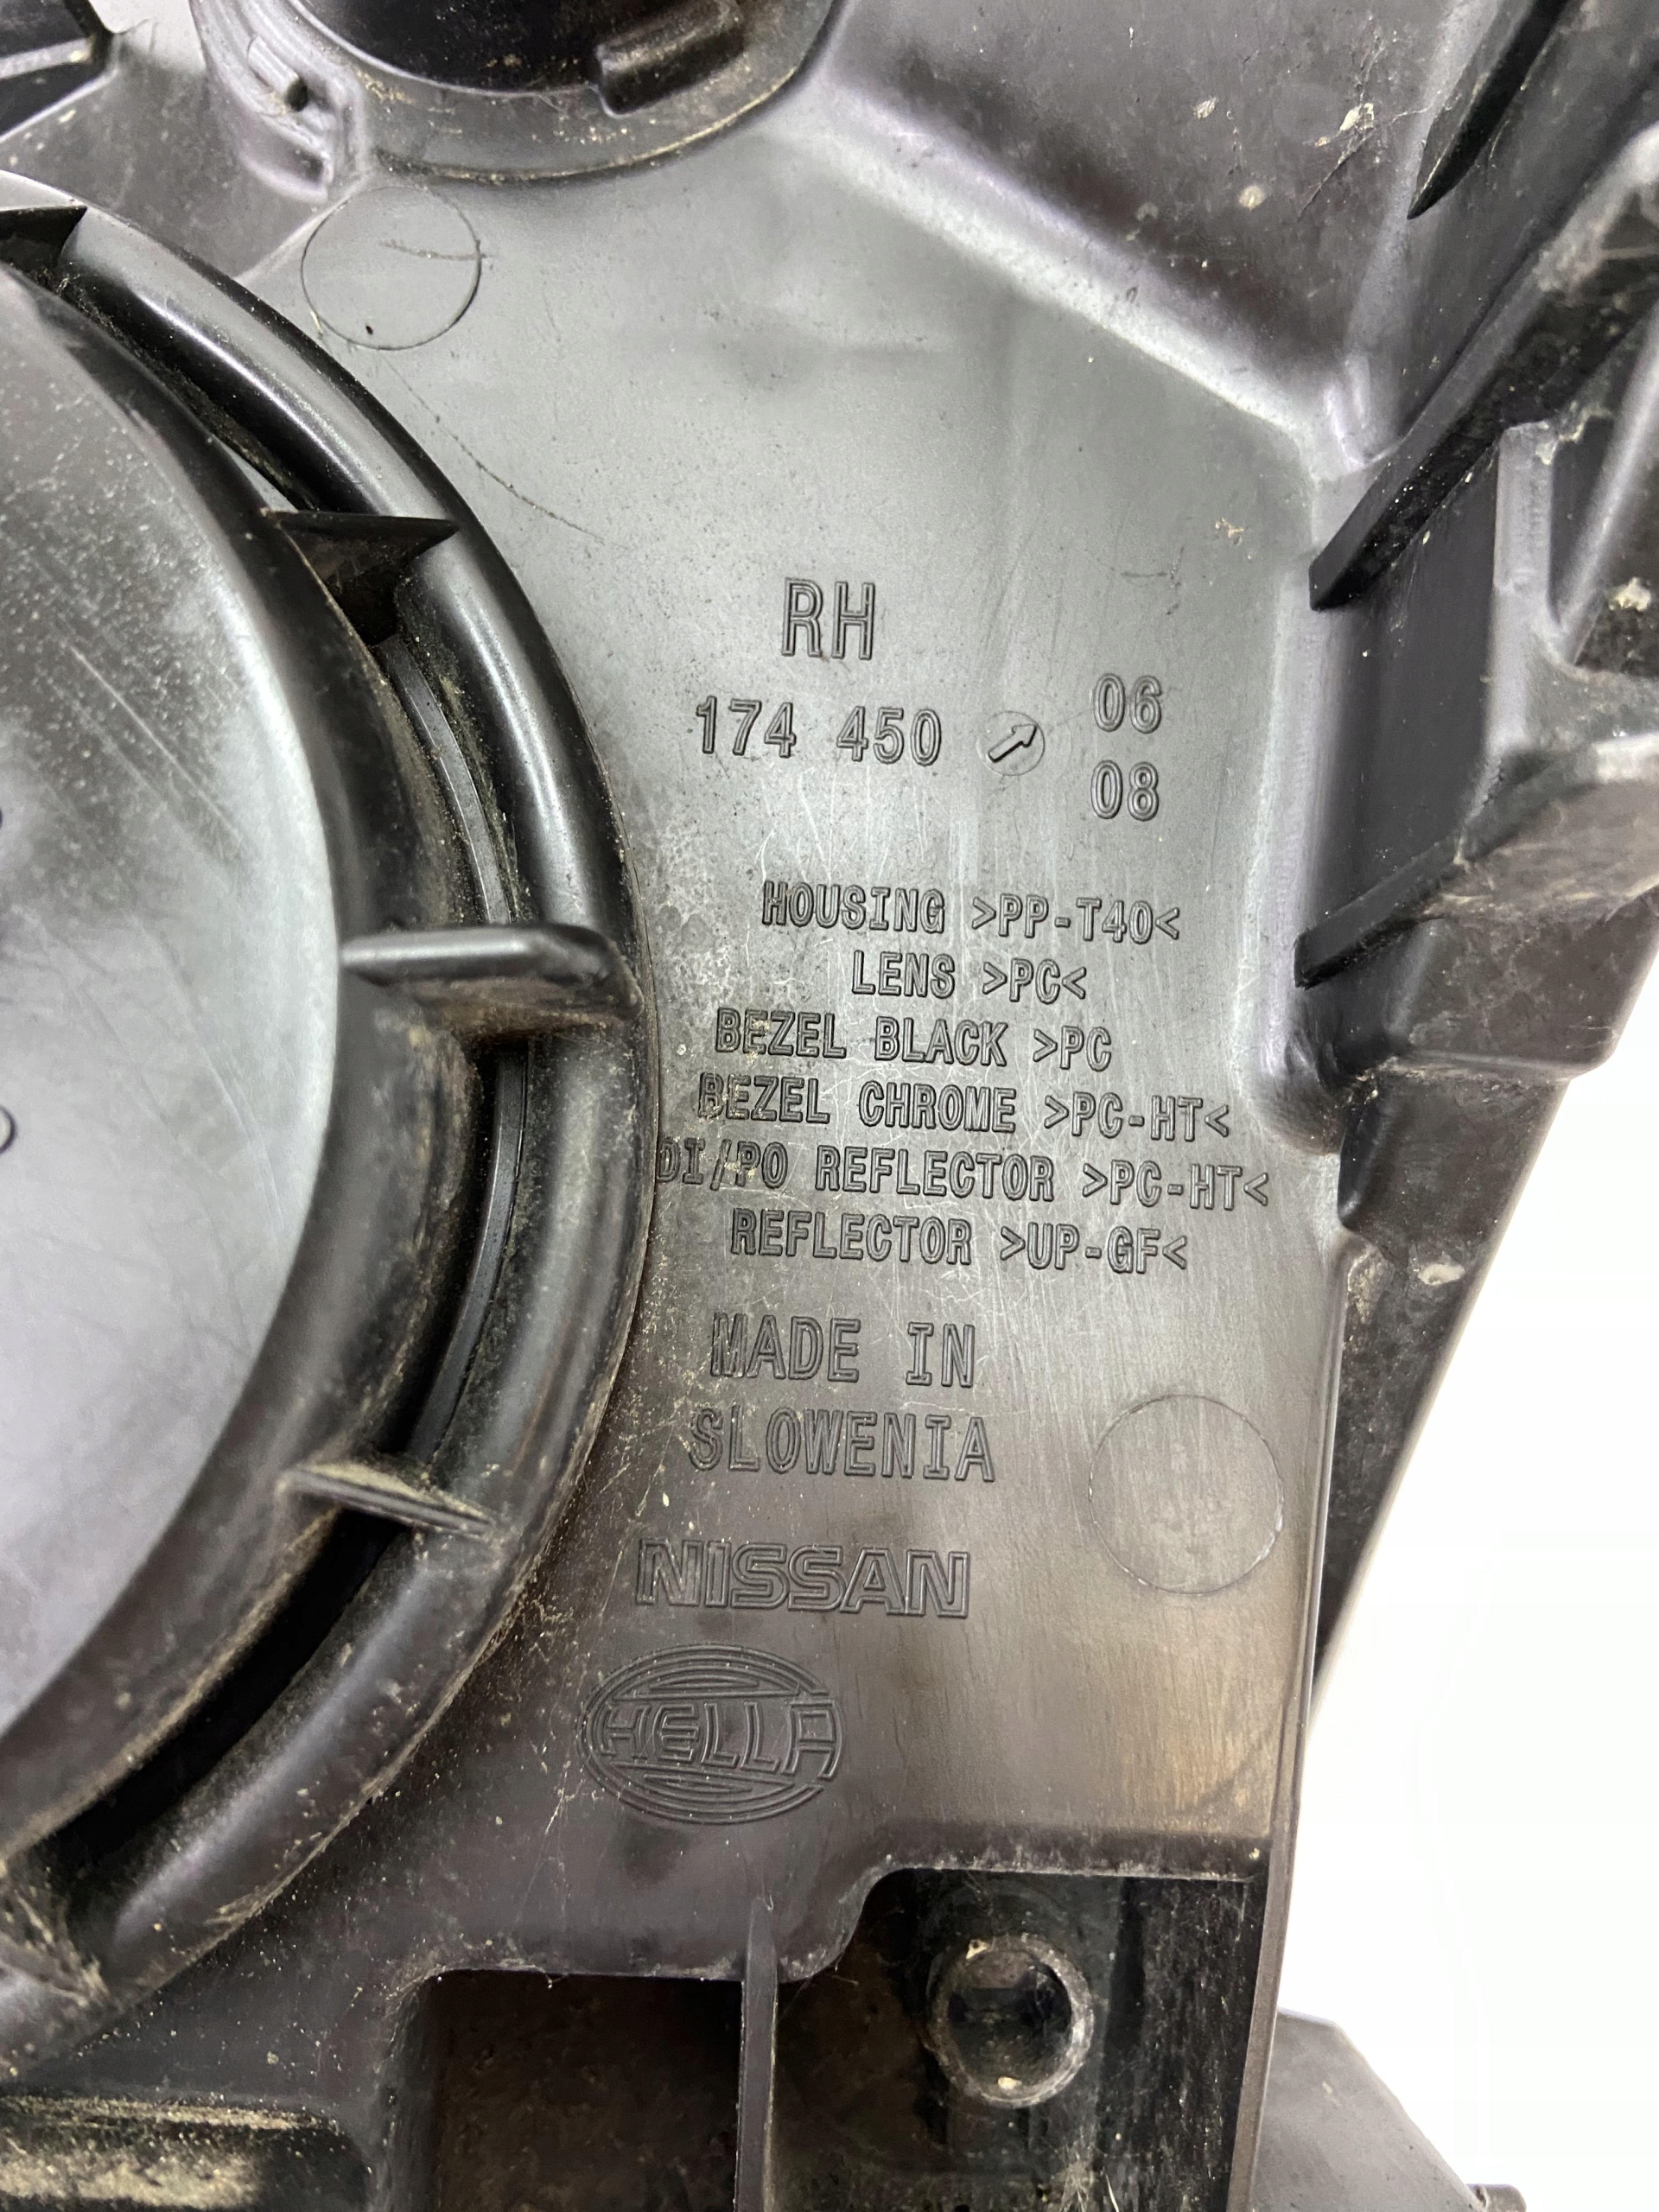 RH
174 450 06
08
HOUSING >PP-T40<
LENS >PC<
BEZEL BLACK >PC
BEZEL CHROME >PC-HT<
DI/PO REFLECTOR >PC-HT<
REFLECTOR >UP-GF<
MADE IN
SLOWENIA
NISSAN
HELLA